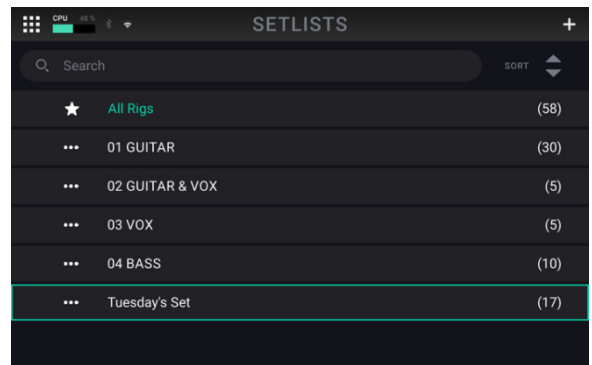 CPU 48 % SETLISTS +
Search SORT
All Rigs (58)
01 GUITAR (30)
02 GUITAR & VOX (5)
03 VOX (5)
04 BASS (10)
Tuesday's Set (17)